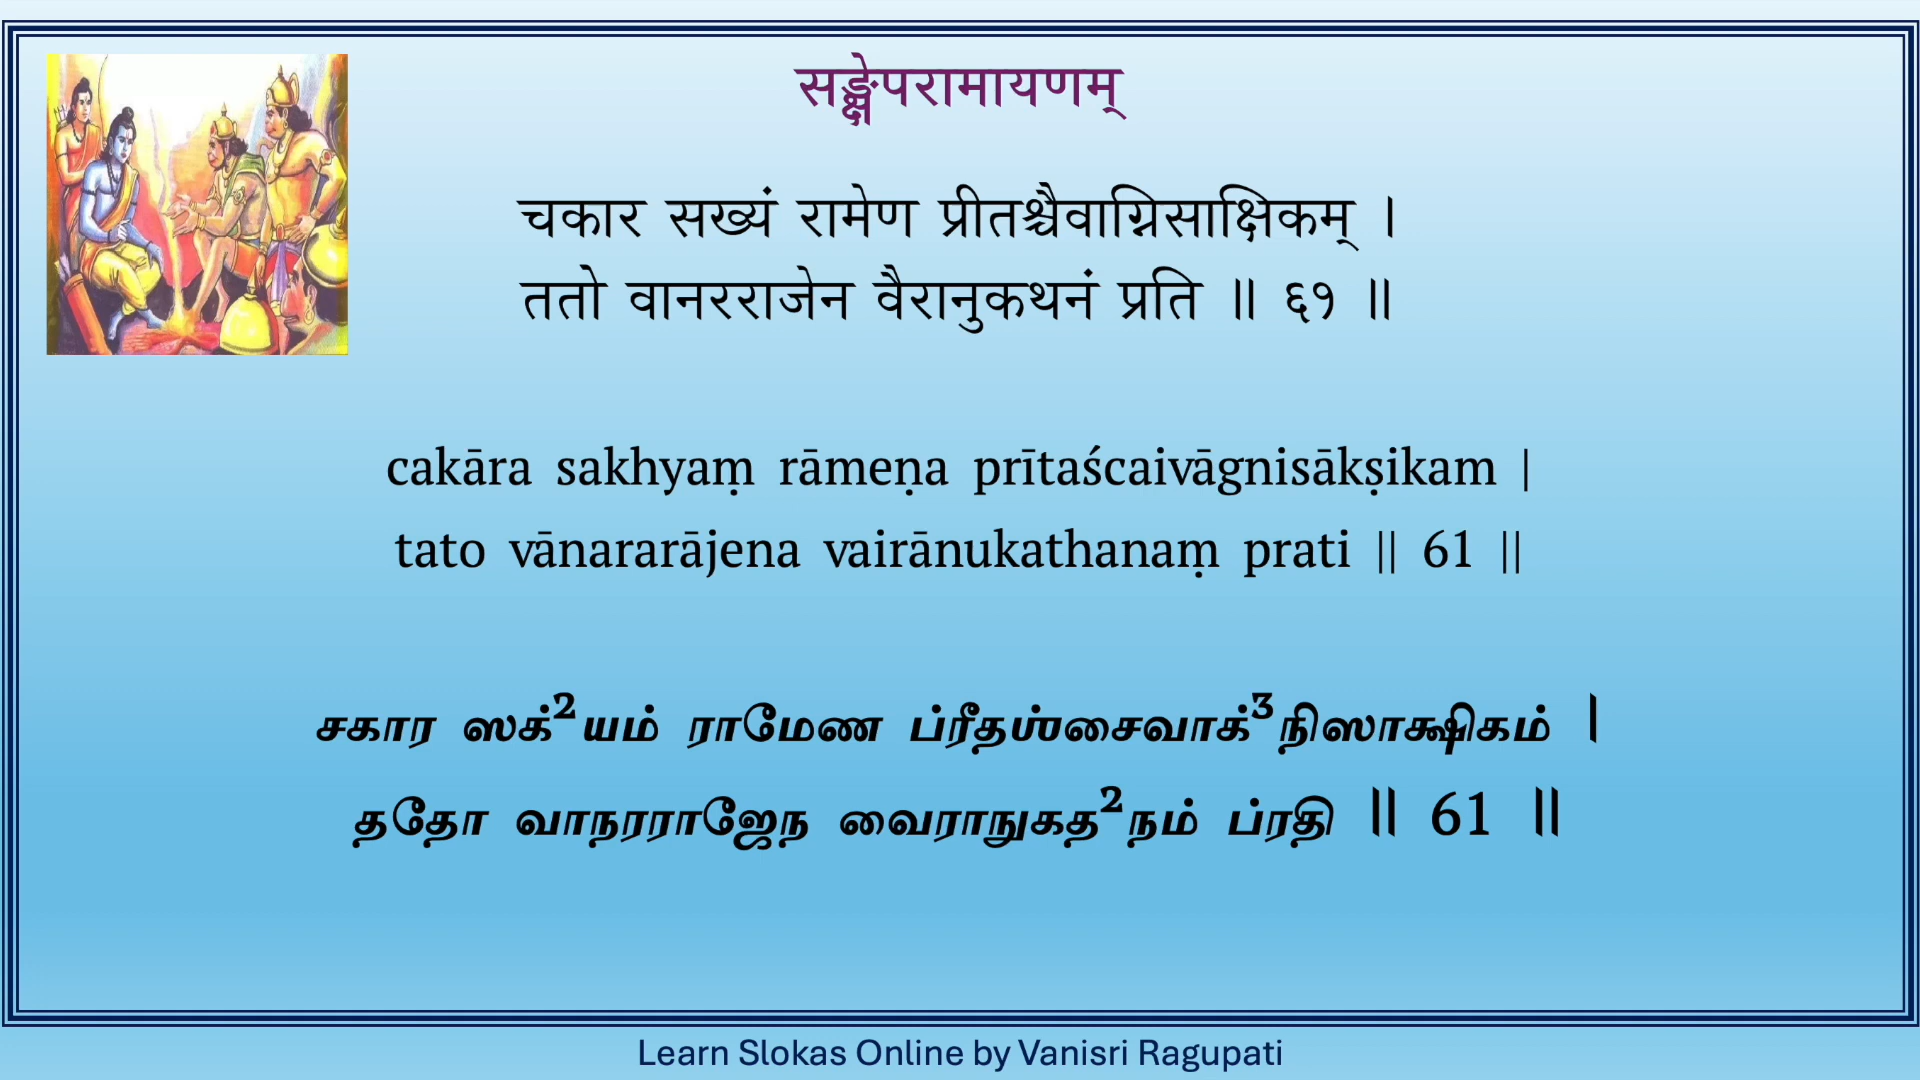 सङ्क्षेपरामायणम्
चकार सख्यं रामेण प्रीतश्चैवाग्निसाक्षिकम् ।
ततो वानरराजेन वैरानुकथनं प्रति ॥ ६१ ॥
cakāra sakhyaṃ rāmeṇa prītaścaivāgnisākṣikam |
tato vānararājena vairānukathanaṃ prati || 61 ||
சகார ஸக்²யம் ராமேண ப்ரீதஶ்சைவாக்³நிஸாக்ஷிகம் |
ததோ வாநரராஜேந வைராநுகத²நம் ப்ரதி || 61 ||
Learn Slokas Online by Vanisri Ragupati